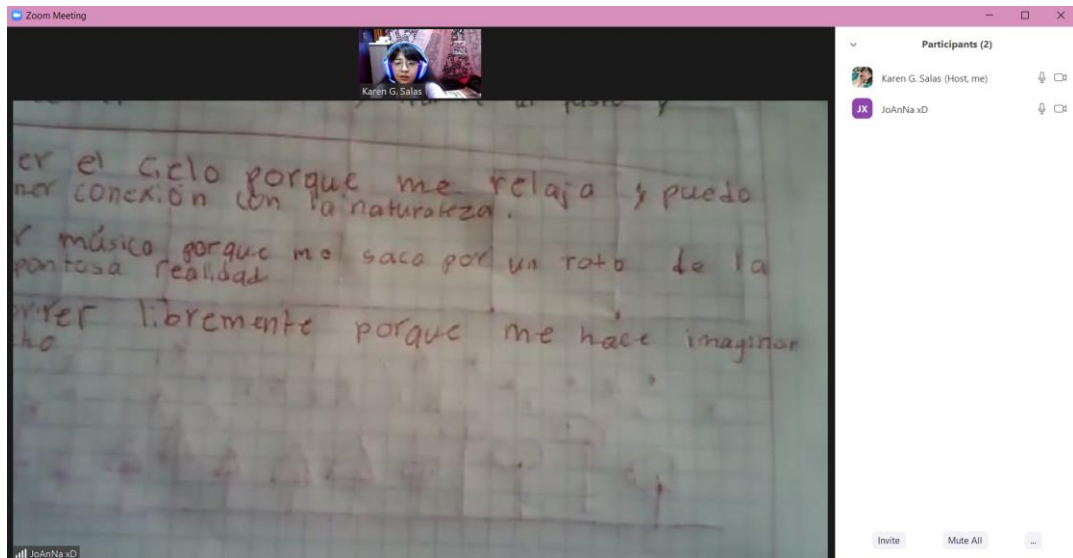 Zoom Meeting
Karen G. Salas
y
er el cielo porque me relaja y puedo
ner conexión con la naturaleza.
r música porque me saca por un rato de la
pantosa realidad
orrer libremente porque me hace imaginar
ho
JoAnNa xD
Participants (2)
Karen G. Salas (Host, me)
JX JoAnNa xD
Invite Mute All ...